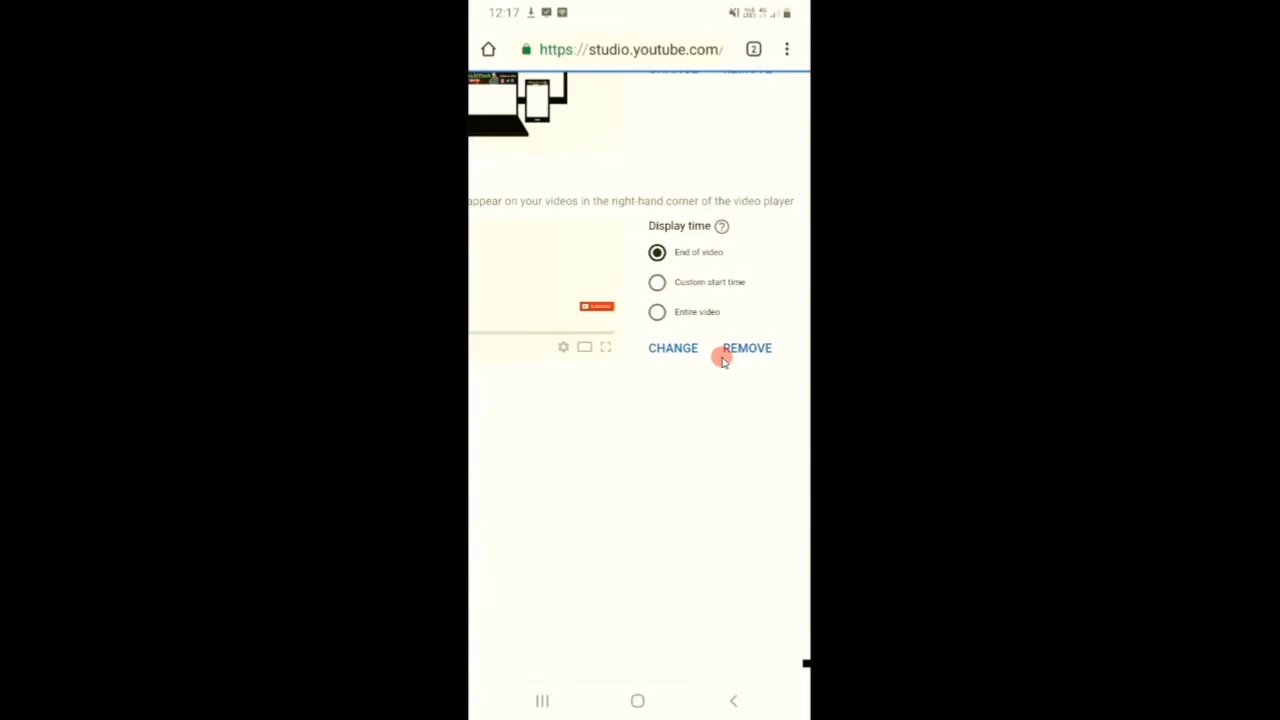 12:17
https://studio.youtube.com/
2
appear on your videos in the right-hand corner of the video player
Display time ?
End of video
Custom start time
Entire video
CHANGE REMOVE